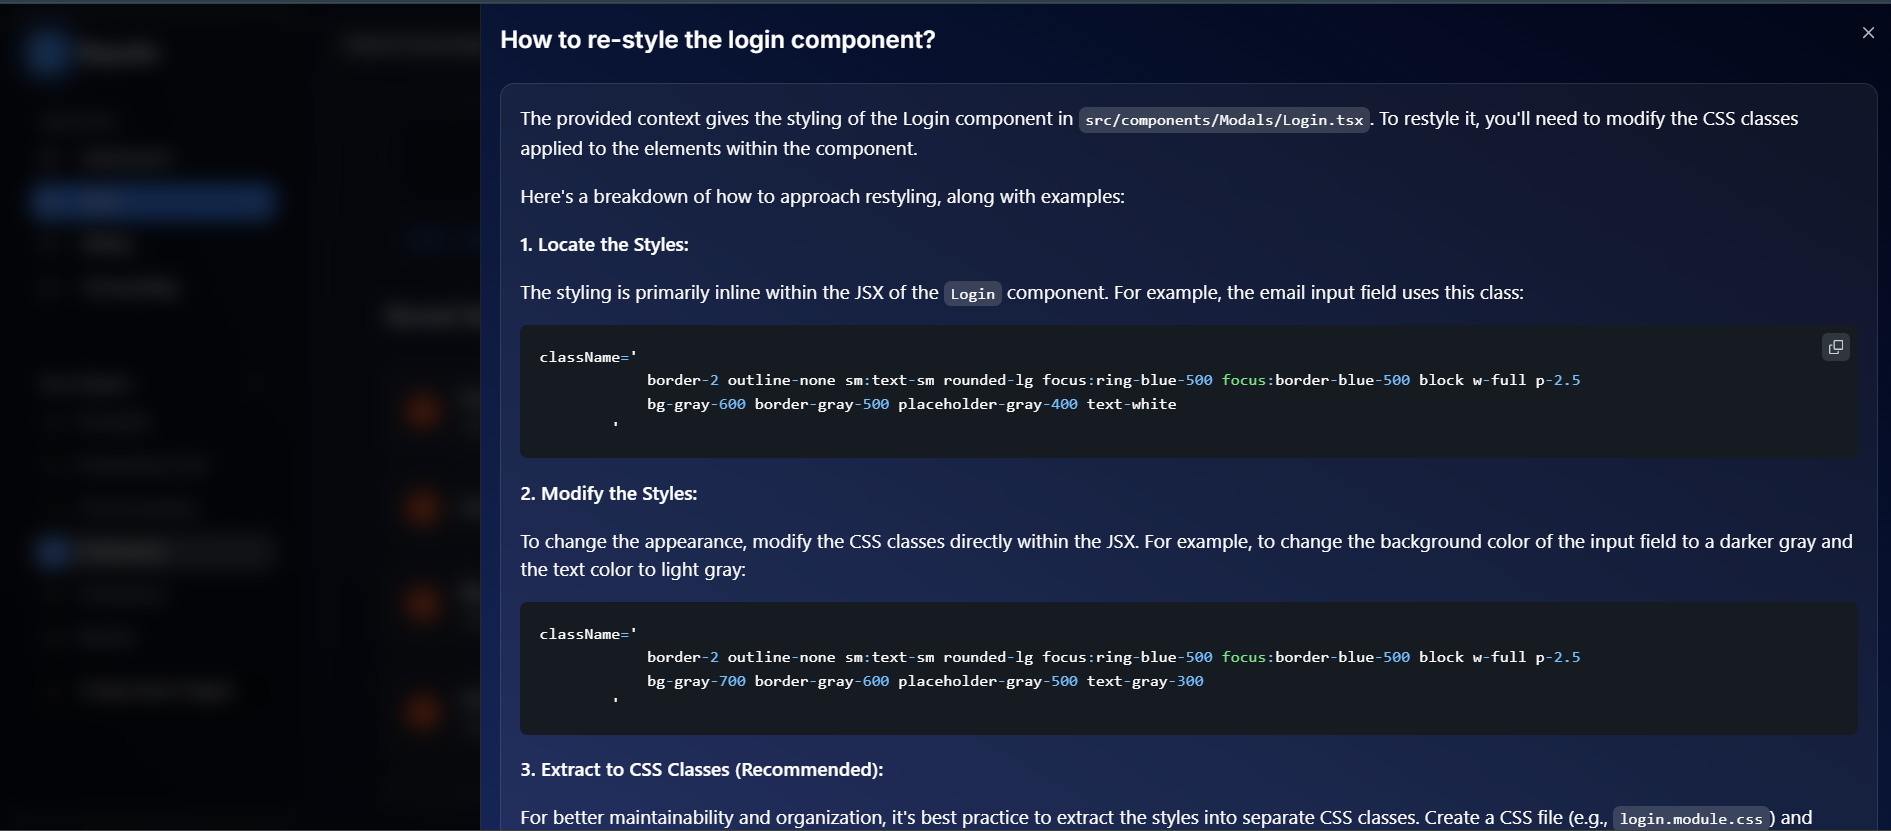 How to re-style the login component?
The provided context gives the styling of the Login component in src/components/Modals/Login.tsx. To restyle it, you'll need to modify the CSS classes
applied to the elements within the component.
Here's a breakdown of how to approach restyling, along with examples:
1. Locate the Styles:
The styling is primarily inline within the JSX of the Login component. For example, the email input field uses this class:
className='
border-2 outline-none sm:text-sm rounded-lg focus:ring-blue-500 focus:border-blue-500 block w-full p-2.5
bg-gray-600 border-gray-500 placeholder-gray-400 text-white
'
2. Modify the Styles:
To change the appearance, modify the CSS classes directly within the JSX. For example, to change the background color of the input field to a darker gray and
the text color to light gray:
className='
border-2 outline-none sm:text-sm rounded-lg focus:ring-blue-500 focus:border-blue-500 block w-full p-2.5
bg-gray-700 border-gray-600 placeholder-gray-500 text-gray-300
'
3. Extract to CSS Classes (Recommended):
For better maintainability and organization, it's best practice to extract the styles into separate CSS classes. Create a CSS file (e.g., login.module.css) and